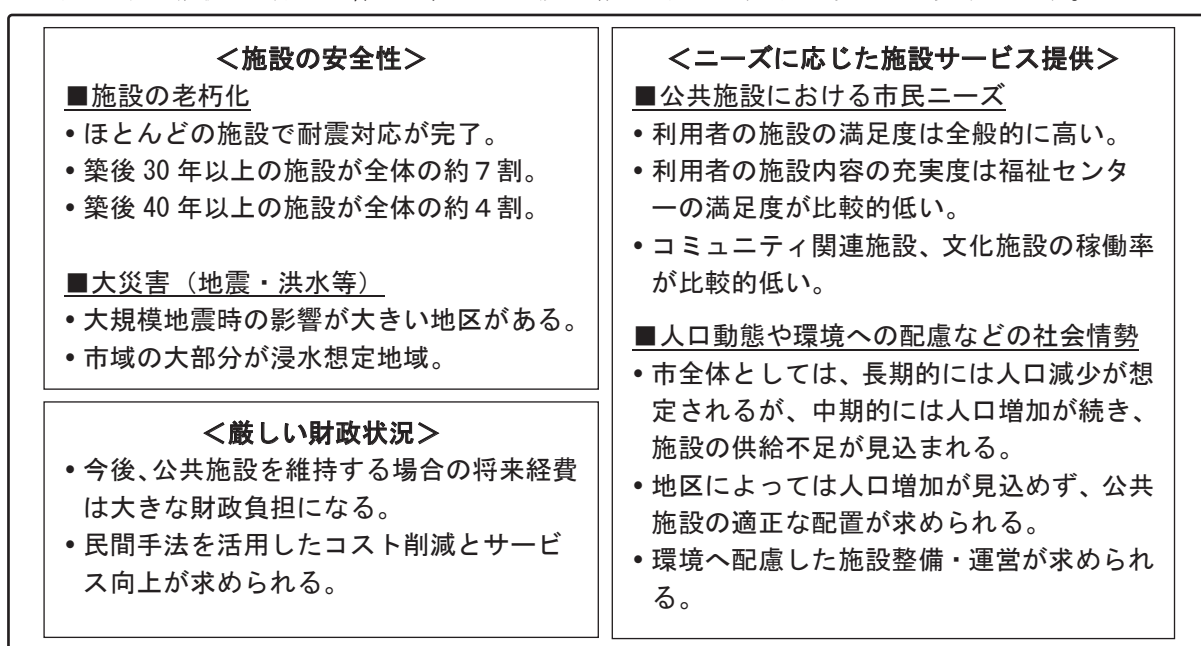 ＜施設の安全性＞
■施設の老朽化
•ほとんどの施設で耐震対応が完了。
•築後 30 年以上の施設が全体の約７割。
•築後 40 年以上の施設が全体の約４割。
■大災害（地震・洪水等）
•大規模地震時の影響が大きい地区がある。
•市域の大部分が浸水想定地域。
＜厳しい財政状況＞
•今後、公共施設を維持する場合の将来経費
は大きな財政負担になる。
•民間手法を活用したコスト削減とサービ
ス向上が求められる。
＜ニーズに応じた施設サービス提供＞
■公共施設における市民ニーズ
•利用者の施設の満足度は全般的に高い。
•利用者の施設内容の充実度は福祉センタ
ーの満足度が比較的低い。
•コミュニティ関連施設、文化施設の稼働率
が比較的低い。
■人口動態や環境への配慮などの社会情勢
•市全体としては、長期的には人口減少が想
定されるが、中期的には人口増加が続き、
施設の供給不足が見込まれる。
•地区によっては人口増加が見込めず、公共
施設の適正な配置が求められる。
•環境へ配慮した施設整備・運営が求められ
る。